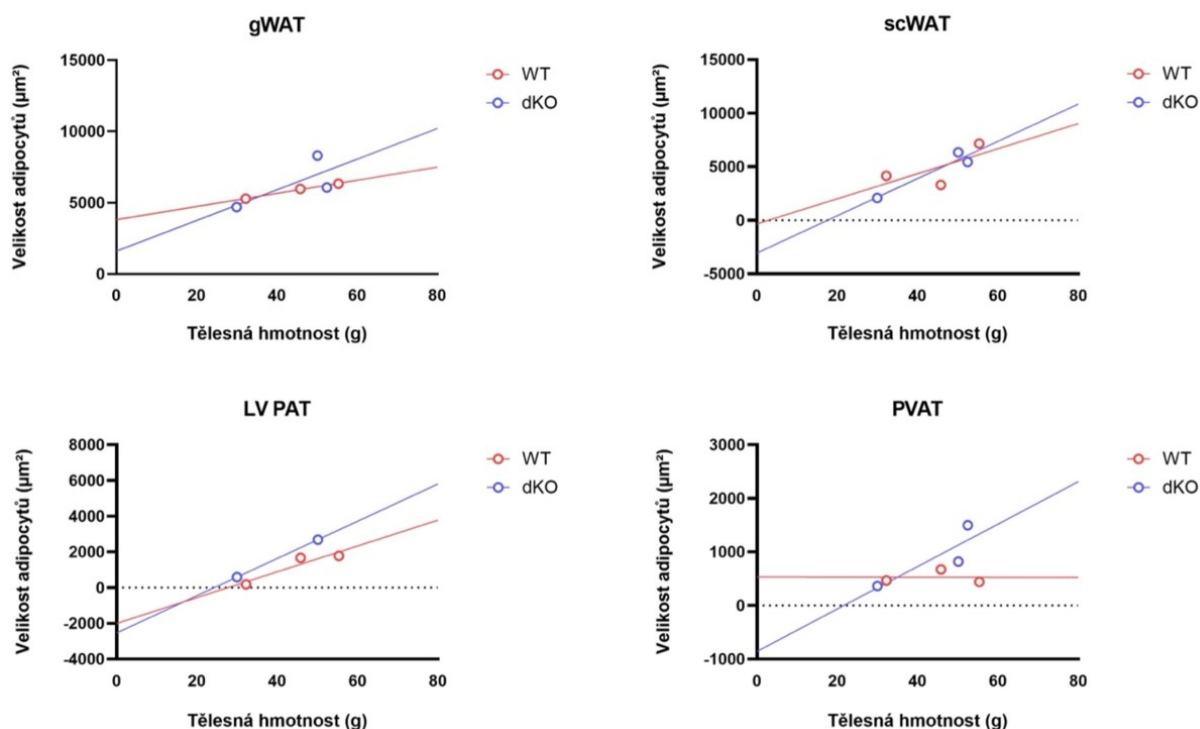 gWAT
Velikost adipocytů (µm²)
15000
10000
5000
0
0 20 40 60 80
Tělesná hmotnost (g)
WT
dKO
scWAT
Velikost adipocytů (µm²)
15000
10000
5000
0
-5000
0 20 40 60 80
Tělesná hmotnost (g)
WT
dKO
LV PAT
Velikost adipocytů (µm²)
8000
6000
4000
2000
0
-2000
-4000
0 20 40 60 80
Tělesná hmotnost (g)
WT
dKO
PVAT
Velikost adipocytů (µm²)
3000
2000
1000
0
-1000
0 20 40 60 80
Tělesná hmotnost (g)
WT
dKO